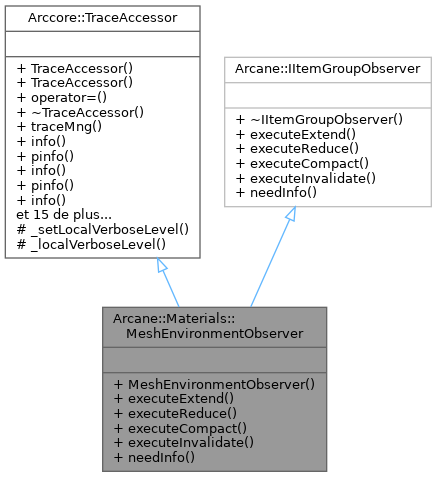 Arccore::TraceAccessor
+ TraceAccessor()
+ TraceAccessor()
+ operator=()
+ ~TraceAccessor()
+ traceMng()
+ info()
+ pinfo()
+ info()
+ pinfo()
+ info()
et 15 de plus...
# _setLocalVerboseLevel()
# _localVerboseLevel()
Arcane::IItemGroupObserver
+ ~IItemGroupObserver()
+ executeExtend()
+ executeReduce()
+ executeCompact()
+ executeInvalidate()
+ needInfo()
Arcane::Materials::
MeshEnvironmentObserver
+ MeshEnvironmentObserver()
+ executeExtend()
+ executeReduce()
+ executeCompact()
+ executeInvalidate()
+ needInfo()